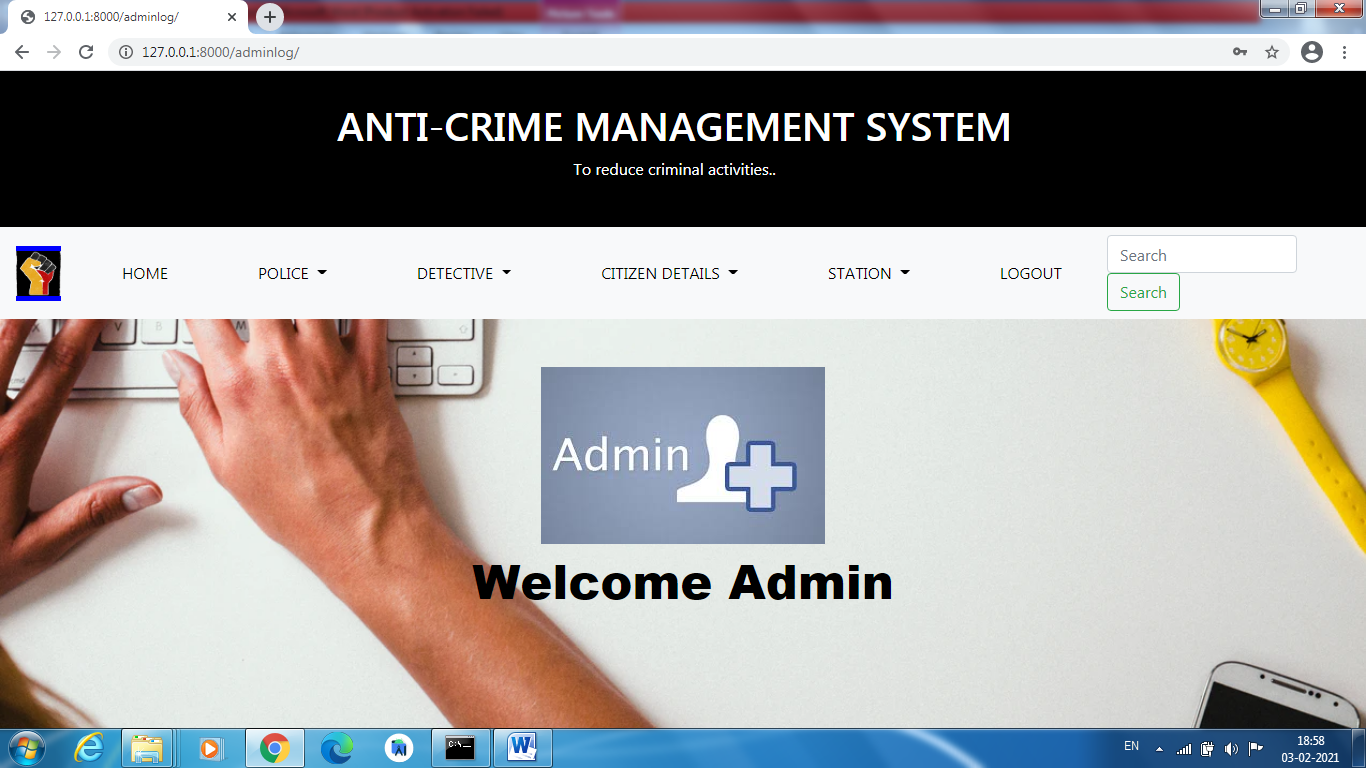 127.0.0.1:8000/adminlog/
127.0.0.1:8000/adminlog/
ANTI-CRIME MANAGEMENT SYSTEM
To reduce criminal activities..
HOME
POLICE
DETECTIVE
CITIZEN DETAILS
STATION
LOGOUT
Search
Search
Admin
Welcome Admin
EN
18:58
03-02-2021